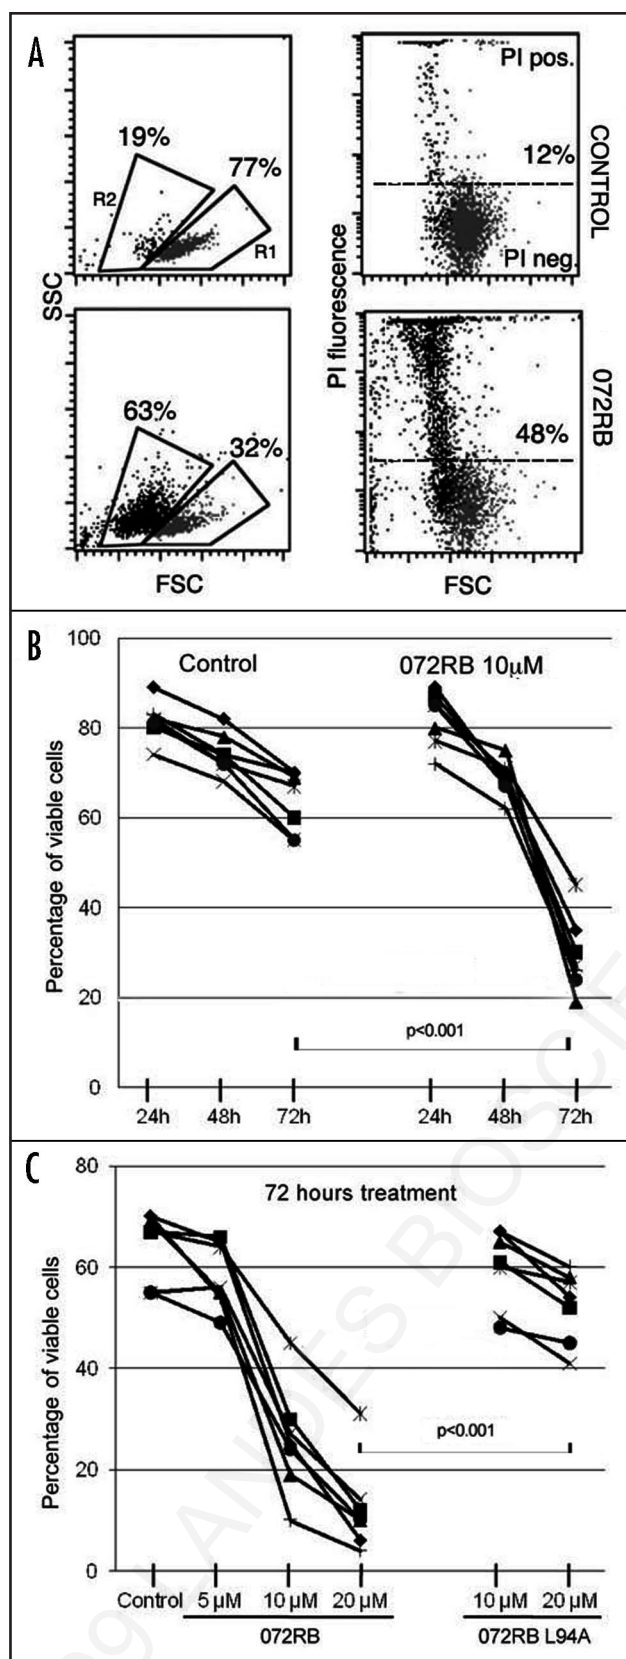 A
PI pos.
19%
77%
12%
R2
R1
PI neg.
CONTROL
SSC
PI fluorescence
63%
32%
48%
072RB
FSC
FSC
B
100
80
60
40
20
0
Percentage of viable cells
Control
072RB 10µM
p<0.001
24h 48h 72h
24h 48h 72h
C
80
60
40
20
0
Percentage of viable cells
72 hours treatment
p<0.001
Control 5 µM 10 µM 20 µM
10 µM 20 µM
072RB
072RB L94A
LANDES BIOSCIE